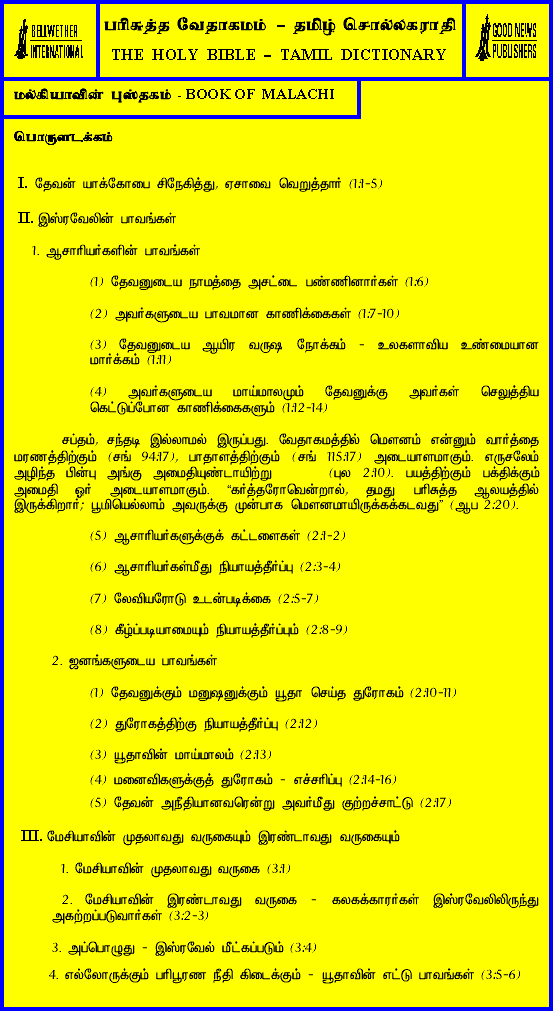 BELLWETHER
INTERNATIONAL
பரிசுத்த வேதாகமம் – தமிழ் சொல்லகராதி
THE HOLY BIBLE – TAMIL DICTIONARY
GOOD NEWS
PUBLISHERS
மல்கியாவின் புஸ்தகம் - BOOK OF MALACHI
பொருளடக்கம்
I. தேவன் யாக்கோபை சிநேகித்து, ஏசாவை வெறுத்தார் (1:1-5)
II. இஸ்ரவேலின் பாவங்கள்
1. ஆசாரியர்களின் பாவங்கள்
(1) தேவனுடைய நாமத்தை அசட்டை பண்ணினார்கள் (1:6)
(2) அவர்களுடைய பாவமான காணிக்கைகள் (1:7-10)
(3) தேவனுடைய ஆயிர வருஷ நோக்கம் - உலகளாவிய உண்மையான
மார்க்கம் (1:11)
(4) அவர்களுடைய மாய்மாலமும் தேவனுக்கு அவர்கள் செலுத்திய
கெட்டுப்போன காணிக்கைகளும் (1:12-14)
சப்தம், சந்தடி இல்லாமல் இருப்பது. வேதாகமத்தில் மௌனம் என்னும் வார்த்தை
மரணத்திற்கும் (சங் 94:17), பாதாளத்திற்கும் (சங் 115:17) அடையாளமாகும். எருசலேம்
அழிந்த பின்பு அங்கு அமைதியுண்டாயிற்று (புல 2:10). பயத்திற்கும் பக்திக்கும்
அமைதி ஓர் அடையாளமாகும். “கர்த்தரோவென்றால், தமது பரிசுத்த ஆலயத்தில்
இருக்கிறார்; பூமியெல்லாம் அவருக்கு முன்பாக மௌனமாயிருக்கக்கடவது” (ஆப 2:20).
(5) ஆசாரியர்களுக்குக் கட்டளைகள் (2:1-2)
(6) ஆசாரியர்கள்மீது நியாயத்தீர்ப்பு (2:3-4)
(7) லேவியரோடு உடன்படிக்கை (2:5-7)
(8) கீழ்ப்படியாமையும் நியாயத்தீர்ப்பும் (2:8-9)
2. ஜனங்களுடைய பாவங்கள்
(1) தேவனுக்கும் மனுஷனுக்கும் யூதா செய்த துரோகம் (2:10-11)
(2) துரோகத்திற்கு நியாயத்தீர்ப்பு (2:12)
(3) யூதாவின் மாய்மாலம் (2:13)
(4) மனைவிகளுக்குத் துரோகம் - எச்சரிப்பு (2:14-16)
(5) தேவன் அநீதியானவரென்று அவர்மீது குற்றச்சாட்டு (2:17)
III. மேசியாவின் முதலாவது வருகையும் இரண்டாவது வருகையும்
1. மேசியாவின் முதலாவது வருகை (3:1)
2. மேசியாவின் இரண்டாவது வருகை - கலகக்காரர்கள் இஸ்ரவேலிலிருந்து
அகற்றப்படுவார்கள் (3:2-3)
3. அப்பொழுது - இஸ்ரவேல் மீட்கப்படும் (3:4)
4. எல்லோருக்கும் பரிபூரண நீதி கிடைக்கும் - யூதாவின் எட்டு பாவங்கள் (3:5-6)